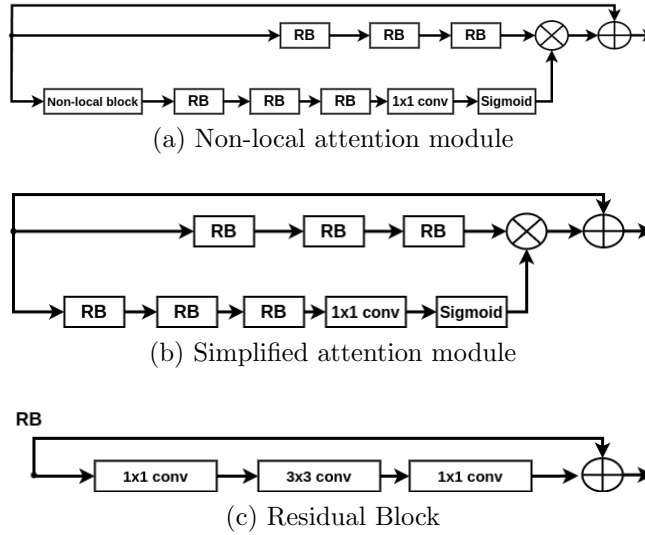 RB RB RB
Non-local block RB RB RB 1x1 conv Sigmoid
(a) Non-local attention module
RB RB RB
RB RB RB 1x1 conv Sigmoid
(b) Simplified attention module
RB
1x1 conv 3x3 conv 1x1 conv
(c) Residual Block